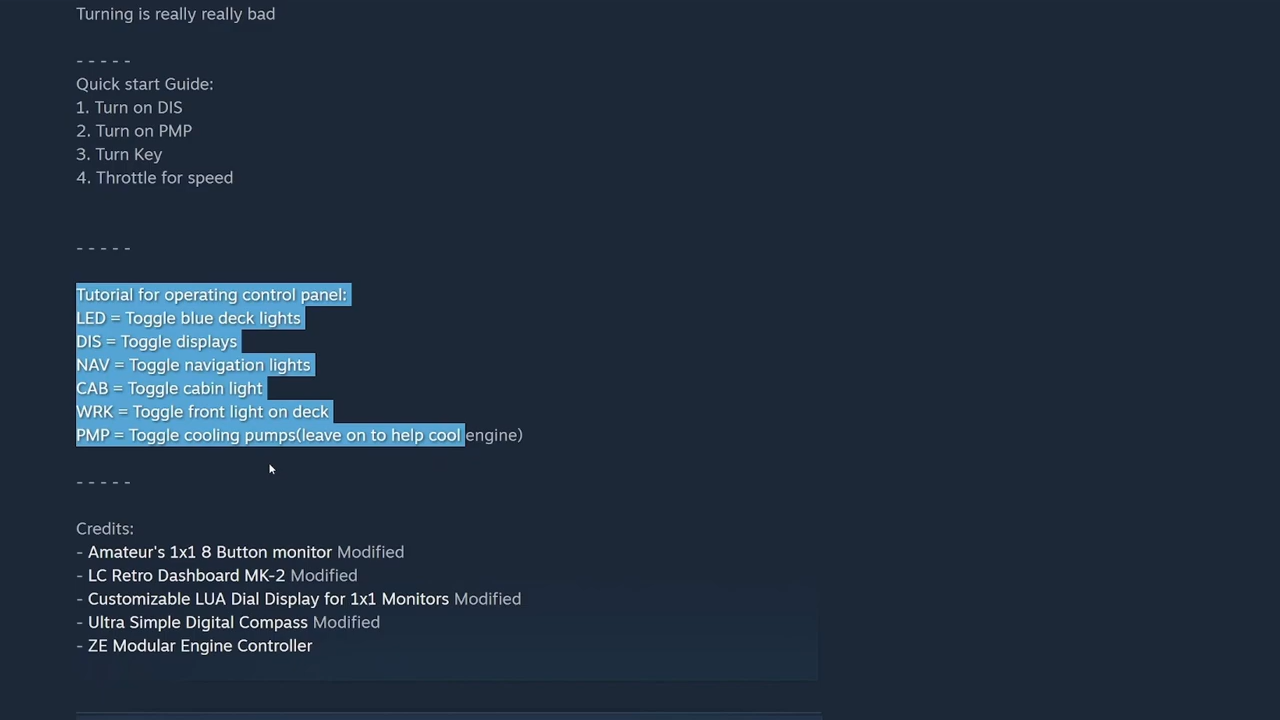 Turning is really really bad
- - - - -
Quick start Guide:
1. Turn on DIS
2. Turn on PMP
3. Turn Key
4. Throttle for speed
- - - - -
Tutorial for operating control panel:
LED = Toggle blue deck lights
DIS = Toggle displays
NAV = Toggle navigation lights
CAB = Toggle cabin light
WRK = Toggle front light on deck
PMP = Toggle cooling pumps(leave on to help cool engine)
- - - - -
Credits:
- Amateur's 1x1 8 Button monitor Modified
- LC Retro Dashboard MK-2 Modified
- Customizable LUA Dial Display for 1x1 Monitors Modified
- Ultra Simple Digital Compass Modified
- ZE Modular Engine Controller